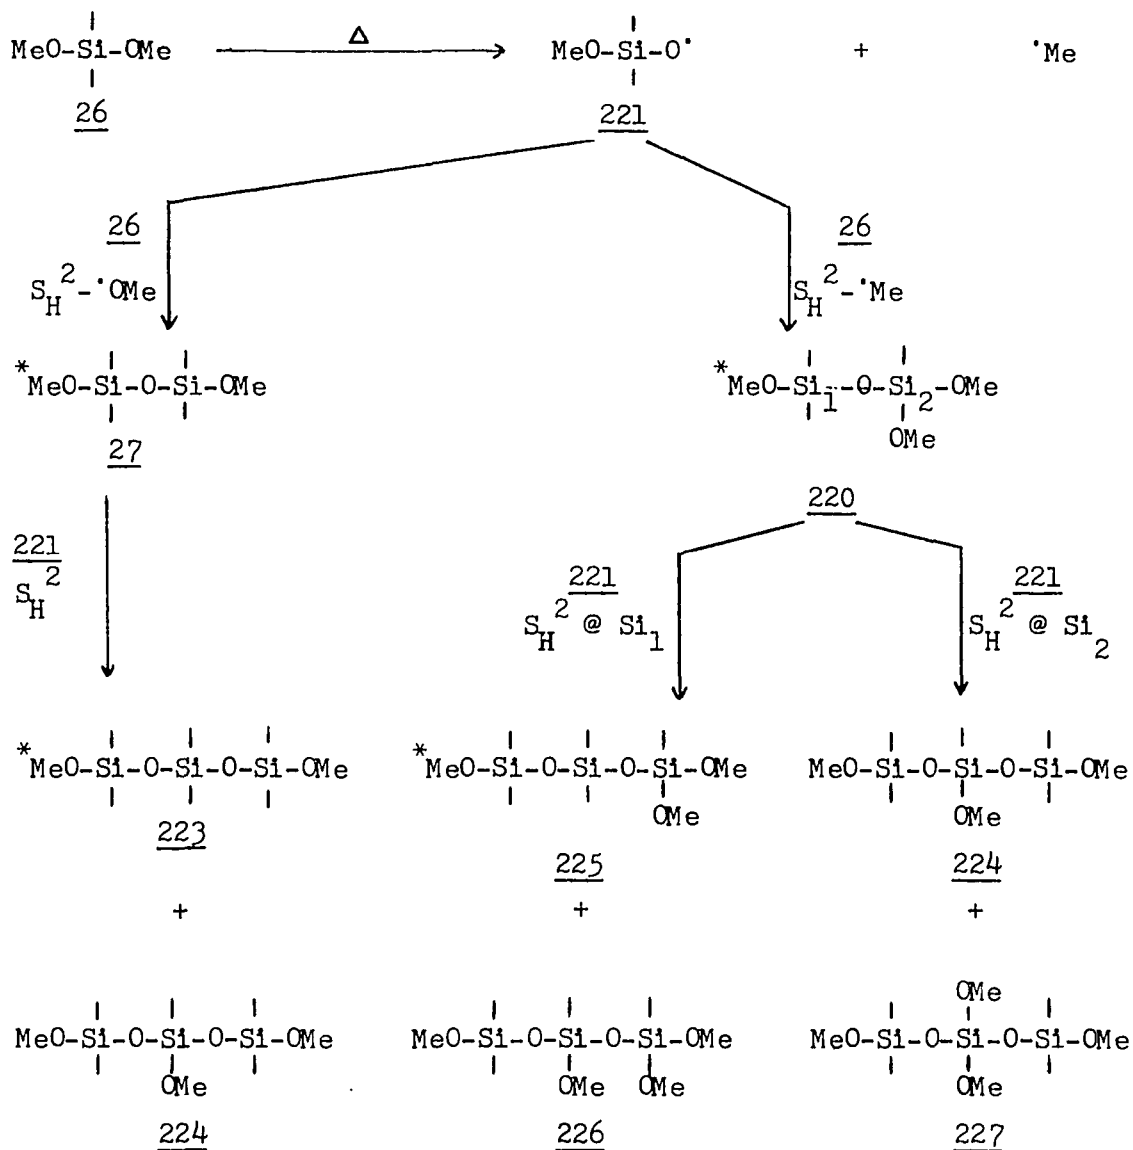 MeO-Si-OMe Δ MeO-Si-O· + ·Me
26 221
26 26
S_H^2-·OMe S_H^2-·Me
*MeO-Si-O-Si-OMe *MeO-Si_1-O-Si_2-OMe
OMe
27 220
221 221 221
S_H^2 S_H^2 @ Si_1 S_H^2 @ Si_2
*MeO-Si-O-Si-O-Si-OMe *MeO-Si-O-Si-O-Si-OMe MeO-Si-O-Si-O-Si-OMe
OMe OMe
223 225 224
+ + +
OMe
MeO-Si-O-Si-O-Si-OMe MeO-Si-O-Si-O-Si-OMe MeO-Si-O-Si-O-Si-OMe
OMe OMe OMe OMe
224 226 227